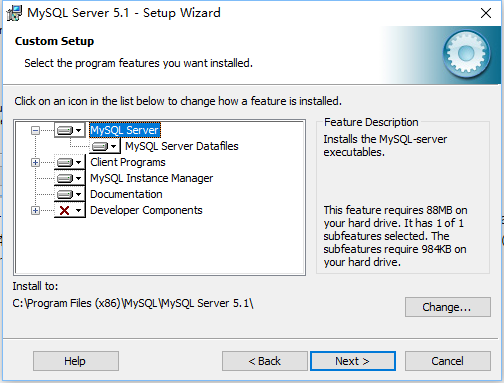 MySQL Server 5.1 - Setup Wizard
Custom Setup
Select the program features you want installed.
Click on an icon in the list below to change how a feature is installed.
MySQL Server
MySQL Server Datafiles
Client Programs
MySQL Instance Manager
Documentation
Developer Components
Feature Description
Installs the MySQL-server
executables.
This feature requires 88MB on
your hard drive. It has 1 of 1
subfeatures selected. The
subfeatures require 984KB on
your hard drive.
Install to:
C:\Program Files (x86)\MySQL\MySQL Server 5.1\
Change...
Help
< Back
Next >
Cancel